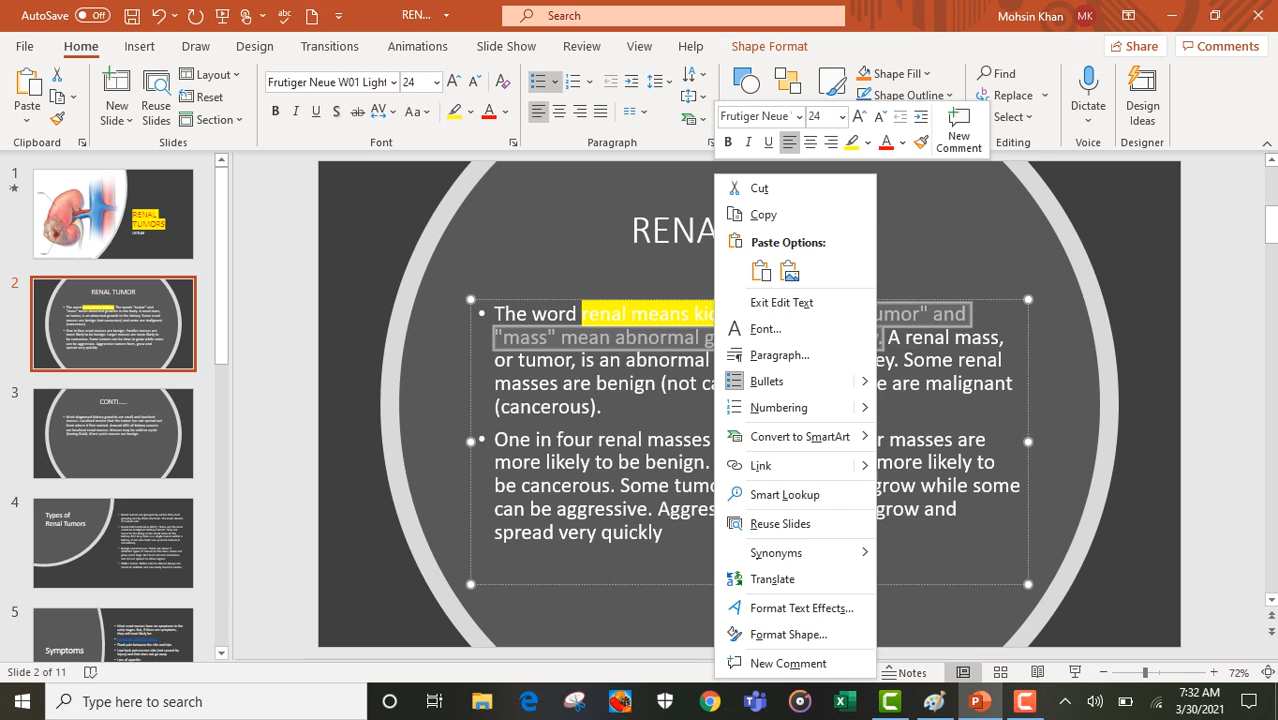 AutoSave Off
REN...
Search
Mohsin Khan
MK
File
Home
Insert
Draw
Design
Transitions
Animations
Slide Show
Review
View
Help
Shape Format
Share
Comments
Paste
Clipboard
New Slide
Reuse Slides
Layout
Reset
Section
Slides
Frutiger Neue W01 Light
24
Font
Paragraph
Shape Fill
Shape Outline
Find
Replace
Select
Editing
Dictate
Voice
Design Ideas
Designer
Frutiger Neue
24
New Comment
1
RENAL
TUMORS
2
RENAL TUMOR
3
CONTI.....
4
Types of
Renal Tumors
5
Symptoms
RENA
• The word renal means kid umor" and
"mass" mean abnormal g A renal mass,
or tumor, is an abnormal ey. Some renal
masses are benign (not ca e are malignant
(cancerous).
• One in four renal masses r masses are
more likely to be benign. more likely to
be cancerous. Some tumo grow while some
can be aggressive. Aggres grow and
spread very quickly
Cut
Copy
Paste Options:
Exit Edit Text
Font...
Paragraph...
Bullets
Numbering
Convert to SmartArt
Link
Smart Lookup
Reuse Slides
Synonyms
Translate
Format Text Effects...
Format Shape...
New Comment
Slide 2 of 11
Notes
72%
Type here to search
7:32 AM
3/30/2021